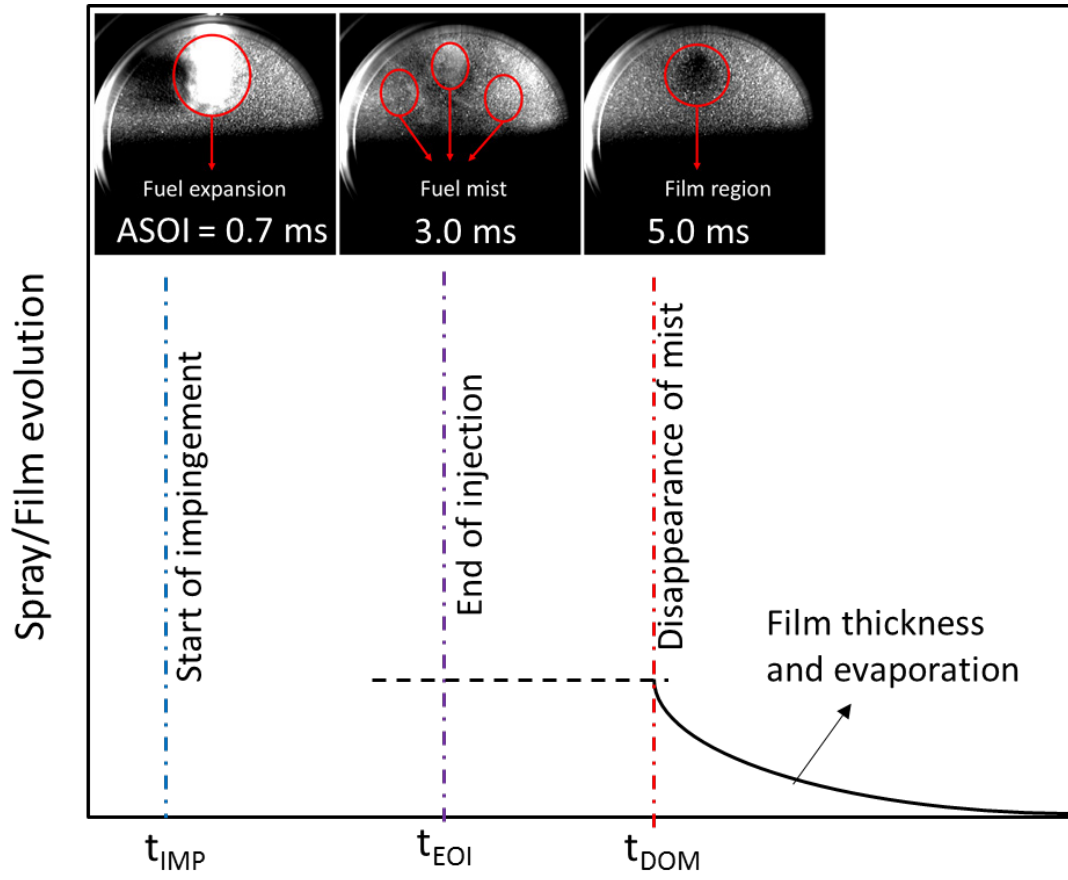 Fuel expansion
ASOI = 0.7 ms
Fuel mist
3.0 ms
Film region
5.0 ms
Spray/Film evolution
Start of impingement
End of injection
Disappearance of mist
Film thickness
and evaporation
tIMP
tEOI
tDOM